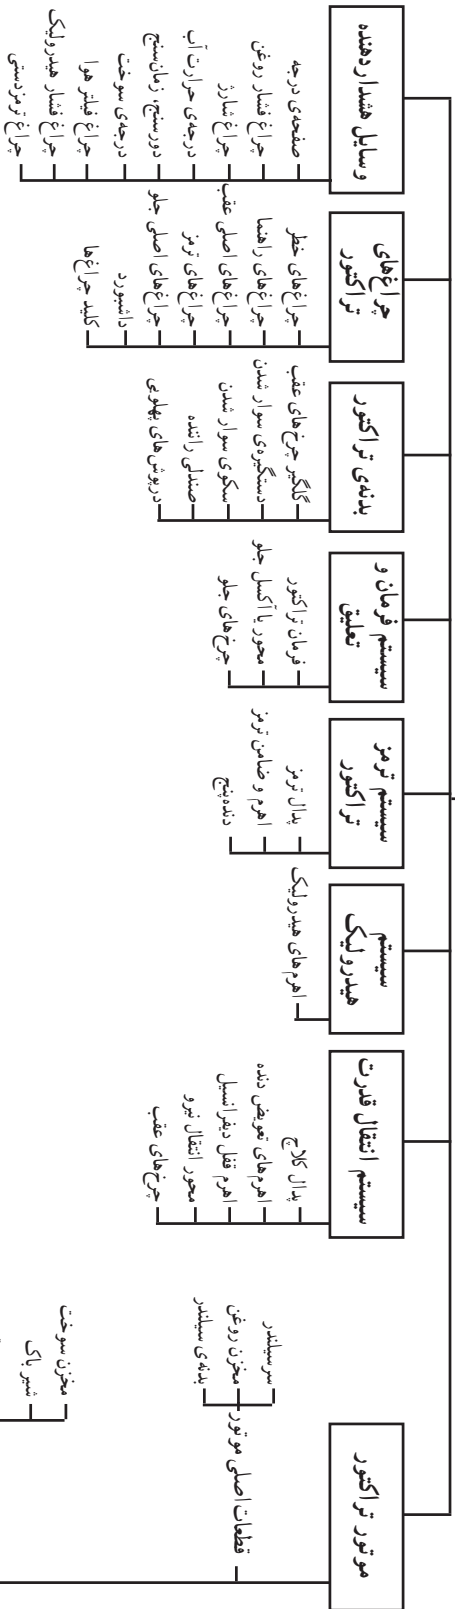 موتور تراکتور
قطعات اصلی موتور
سرسیلندر
مخزن روغن
بدنه‌ی سیلندر
مخزن سوخت
شیر باک
سیستم انتقال قدرت
پدال کلاچ
اهرم‌های تعویض دنده
اهرم قفل دیفرانسیل
محور انتقال نیرو
چرخ‌های عقب
سیستم
هیدرولیک
اهرم‌های هیدرولیک
سیستم ترمز
تراکتور
پدال ترمز
اهرم و ضامن ترمز
دنده‌پنج
سیستم فرمان و
تعلیق
فرمان تراکتور
محور یا آکسل جلو
چرخ‌های جلو
بدنه‌ی تراکتور
گلگیر چرخ‌های عقب
دستگیره‌ی سوار شدن
سکوی سوار شدن
صندلی راننده
درپوش‌های پهلویی
چراغ‌های
تراکتور
چراغ‌های خطر
چراغ‌های راهنما
چراغ‌های اصلی عقب
چراغ‌های ترمز
چراغ‌های اصلی جلو
داشبورد
کلید چراغ‌ها
وسایل هشداردهنده
صفحه‌ی درجه
چراغ فشار روغن
چراغ شارژ
درجه‌ی حرارت آب
دورسنج، زمان‌سنج
درجه‌ی سوخت
چراغ فیلتر هوا
چراغ فشار هیدرولیک
چراغ ترمزدستی